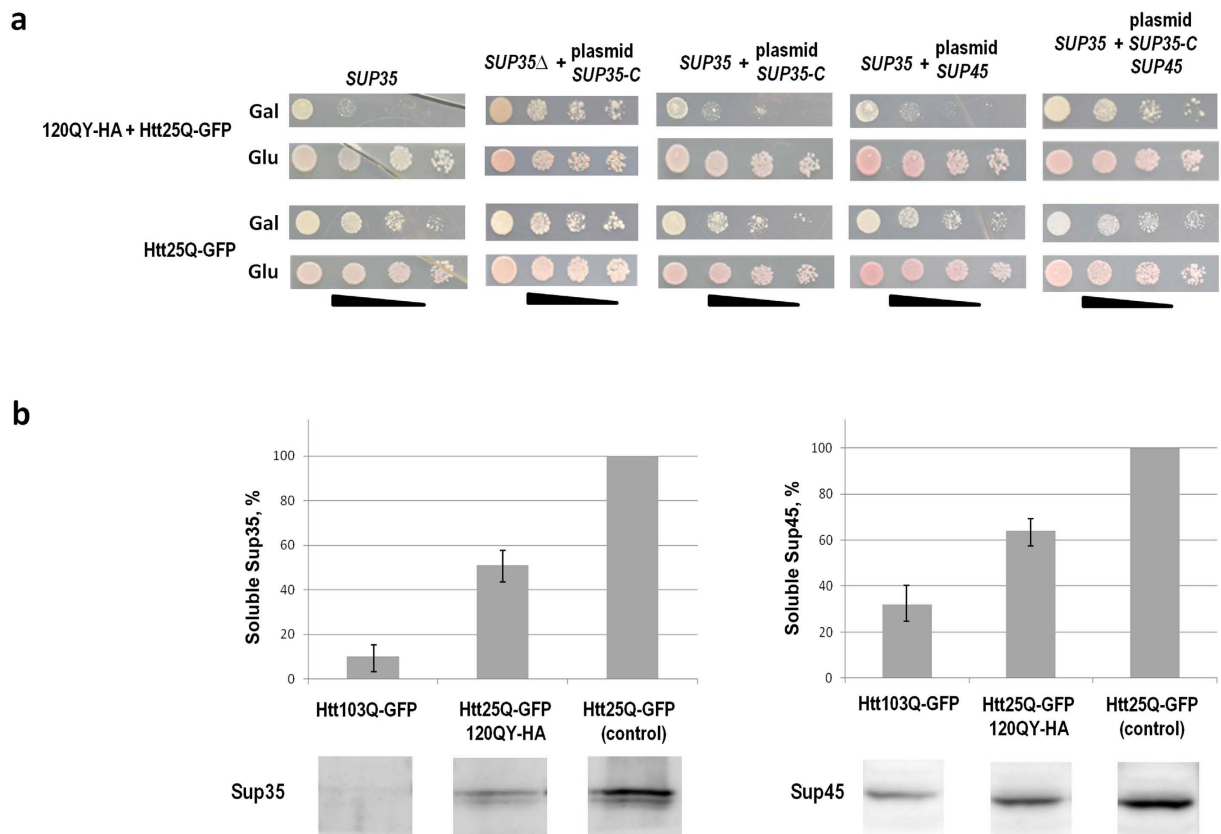 a
SUP35
SUP35Δ + plasmid SUP35-C
SUP35 + plasmid SUP35-C
SUP35 + plasmid SUP45
SUP35 + plasmid SUP35-C SUP45
120QY-HA + Htt25Q-GFP
Gal
Glu
Htt25Q-GFP
Gal
Glu
b
Soluble Sup35, %
100
80
60
40
20
0
Htt103Q-GFP
Htt25Q-GFP
120QY-HA
Htt25Q-GFP
(control)
Sup35
Soluble Sup45, %
100
80
60
40
20
0
Htt103Q-GFP
Htt25Q-GFP
120QY-HA
Htt25Q-GFP
(control)
Sup45